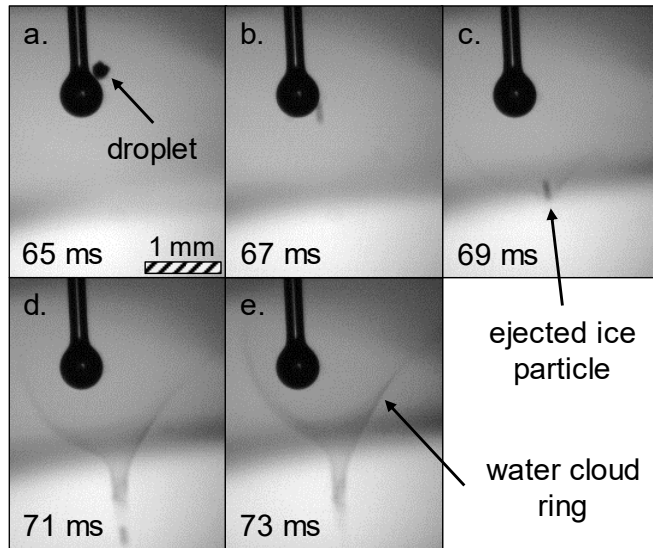 a.
droplet
65 ms
1 mm
b.
67 ms
c.
69 ms
ejected ice
particle
d.
71 ms
e.
73 ms
water cloud
ring